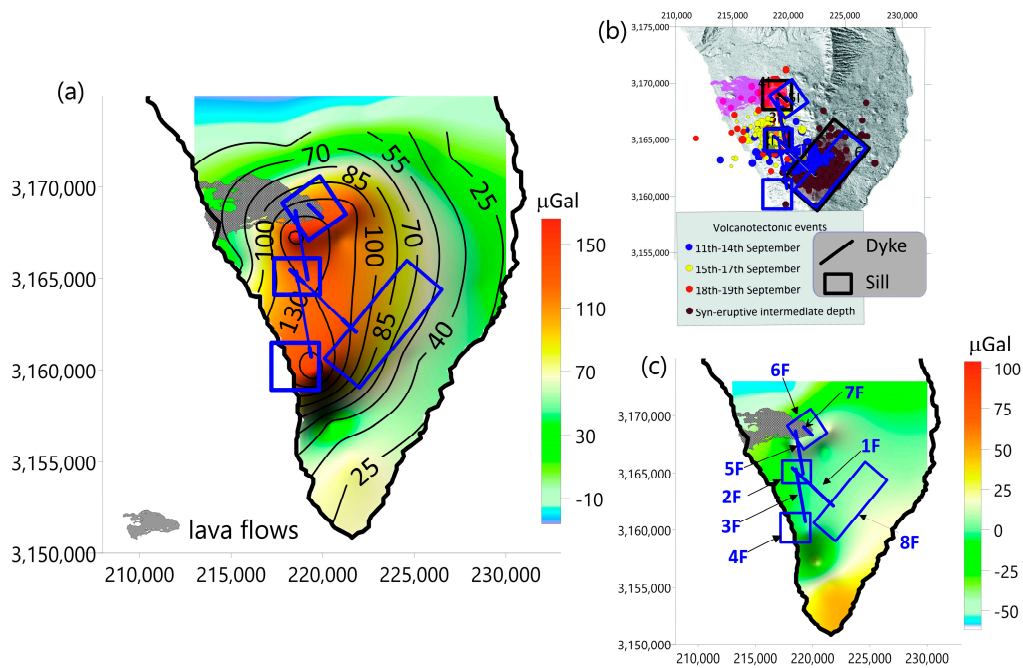 (a)
3,170,000
3,165,000
3,160,000
3,155,000
3,150,000
210,000 215,000 220,000 225,000 230,000
70
55
85
25
100
100
70
130
85
40
25
lava flows
μGal
150
110
70
30
-10
(b)
210,000 215,000 220,000 225,000 230,000
3,175,000
3,170,000
3,165,000
3,160,000
3,155,000
3
6
Volcanotectonic events
11th-14th September
15th-17th September
18th-19th September
Syn-eruptive intermediate depth
Dyke
Sill
(c)
6F
7F
5F
1F
2F
3F
4F
8F
3,170,000
3,165,000
3,160,000
3,155,000
3,150,000
210,000 215,000 220,000 225,000 230,000
μGal
100
75
50
25
0
-25
-50